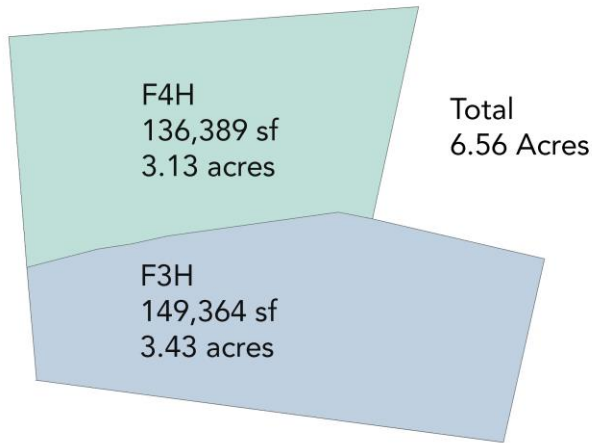 F4H
136,389 sf
3.13 acres
Total
6.56 Acres
F3H
149,364 sf
3.43 acres